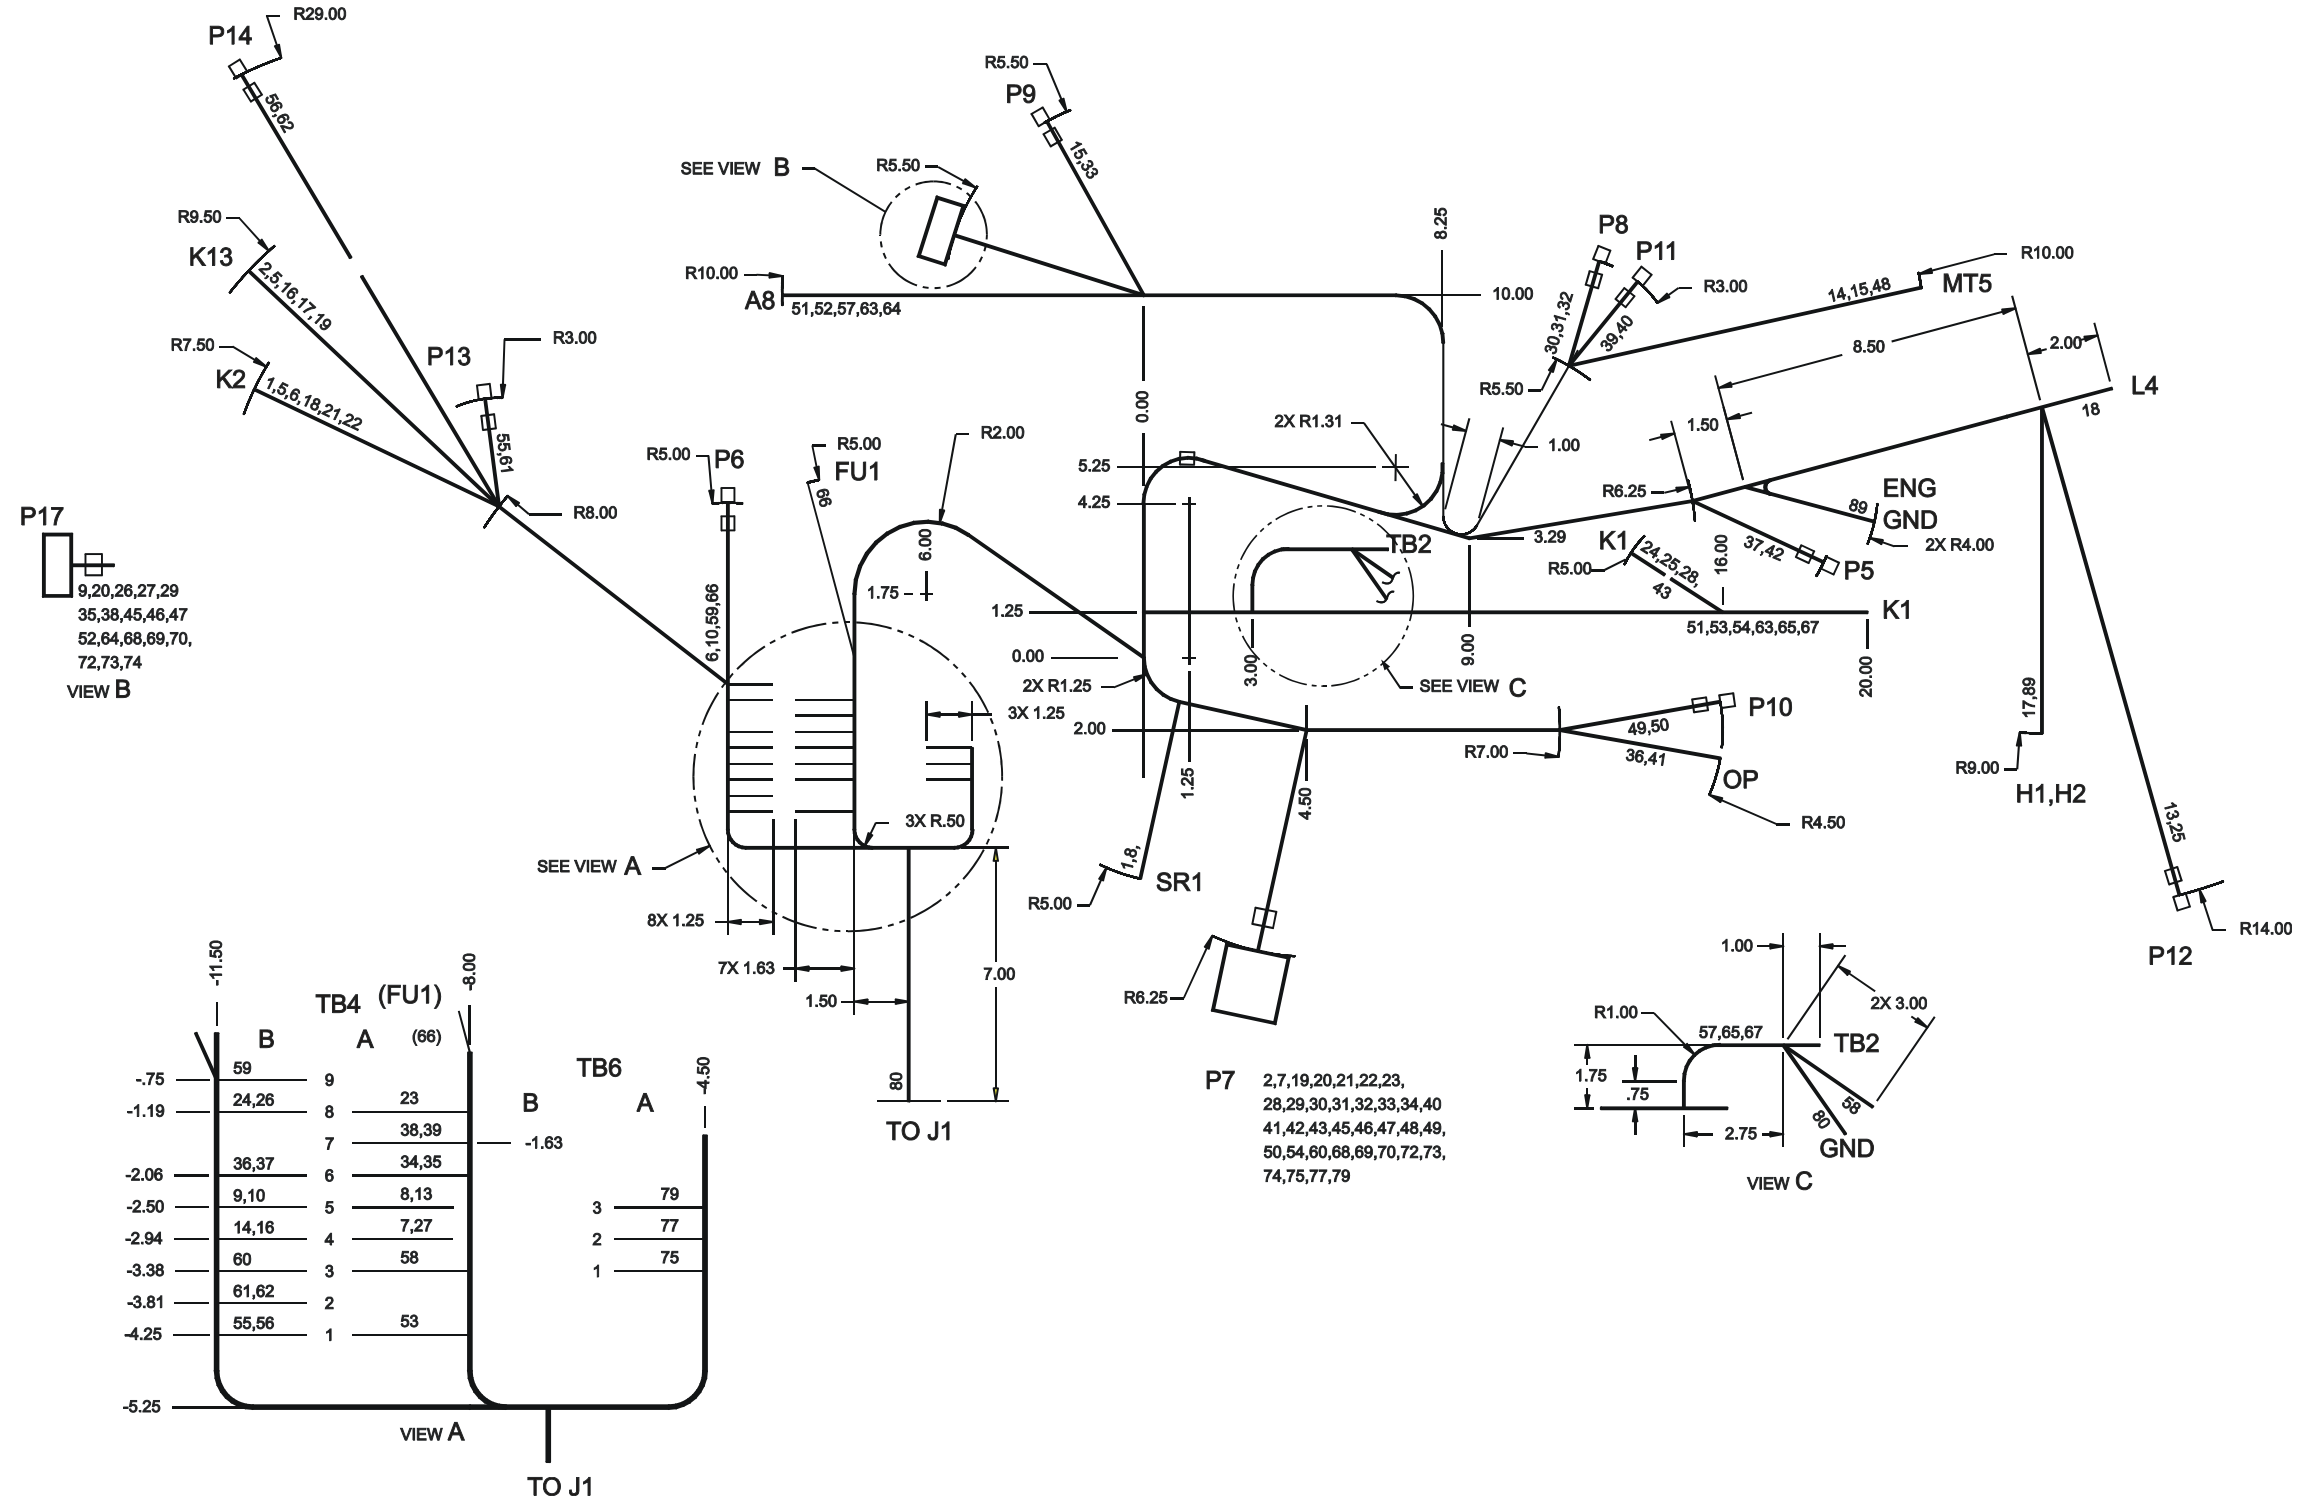 R29.00
P14
56,62
R5.50
P9
15,33
SEE VIEW B
R5.50
R9.50
K13
2,5,16,17,19
R10.00
A8
51,52,57,63,64
8.25
10.00
P8
P11
R3.00
30,31,32
39,40
14,15,48
R10.00
MT5
R7.50
K2
1,5,6,18,21,22
P13
R3.00
55,61
R8.00
0.00
R5.50
8.50
2.00
L4
18
2X R1.31
1.00
1.50
R5.00
P6
R5.00
FU1
66
R2.00
5.25
4.25
R6.25
ENG
GND
89
2X R4.00
P17
9,20,26,27,29
35,38,45,46,47
52,64,68,69,70,
72,73,74
VIEW B
6,10,59,66
6.00
1.75
TB2
3.29
K1
R5.00
24,25,28,
43
16.00
37,42
P5
1.25
K1
51,53,54,63,65,67
0.00
3.00
9.00
20.00
2X R1.25
SEE VIEW C
3X 1.25
2.00
1.25
4.50
R7.00
49,50
P10
36,41
OP
R4.50
17,89
R9.00
H1,H2
13,25
R14.00
P12
3X R.50
SEE VIEW A
8X 1.25
7X 1.63
1.50
7.00
80
TO J1
1,8,
SR1
R5.00
R6.25
P7
2,7,19,20,21,22,23,
28,29,30,31,32,33,34,40
41,42,43,45,46,47,48,49,
50,54,60,68,69,70,72,73,
74,75,77,79
1.00
R1.00
57,65,67
2X 3.00
TB2
1.75
.75
2.75
58
80
GND
VIEW C
-11.50
-8.00
-4.50
TB4
(FU1)
B
A
(66)
TB6
B
A
-.75
59
9
-1.19
24,26
8
23
7
38,39
-1.63
-2.06
36,37
6
34,35
-2.50
9,10
5
8,13
3
79
-2.94
14,16
4
7,27
2
77
-3.38
60
3
58
1
75
-3.81
61,62
2
-4.25
55,56
1
53
-5.25
VIEW A
TO J1